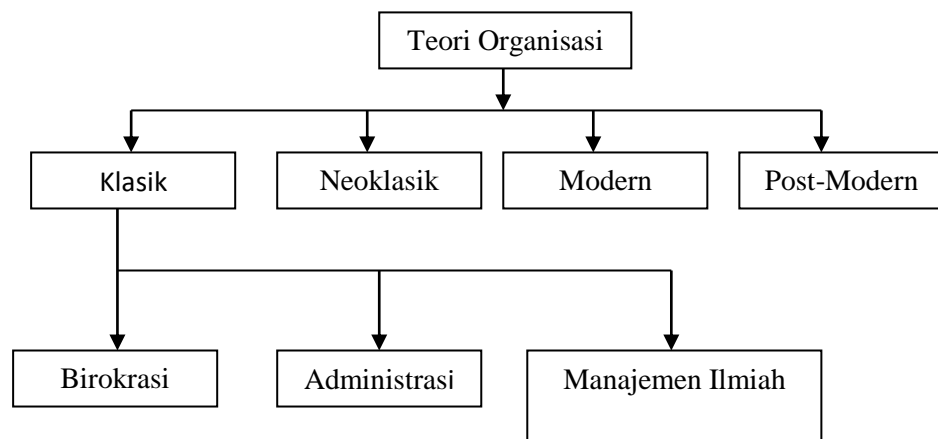 Teori Organisasi
Klasik
Neoklasik
Modern
Post-Modern
Birokrasi
Administrasi
Manajemen Ilmiah